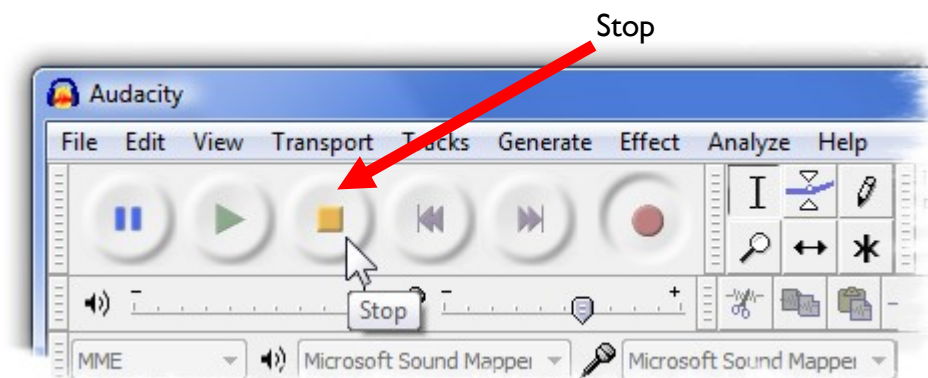 Stop
Audacity
File Edit View Transport Tracks Generate Effect Analyze Help
Stop
MME Microsoft Sound Mapper Microsoft Sound Mapper